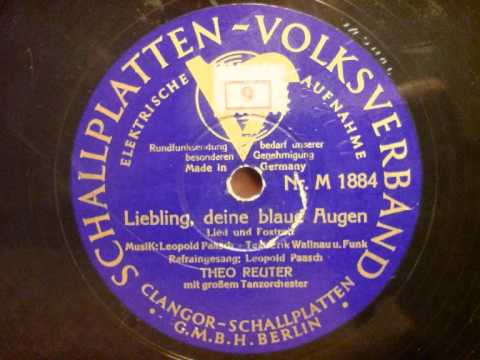 SCHALLPLATTEN-VOLKSVERBAND
ELEKTRISCHE AUFNAHME
9
Rundfunksendung bedarf unserer
besonderen Genehmigung
Made in Germany
Nr. M 1884
Liebling, deine blaue Augen
Lied und Foxtrott
Musik: Leopold Paasch - Text: Erik Wallnau u. Funk
Refraingesang: Leopold Paasch
THEO REUTER
mit großem Tanzorchester
CLANGOR-SCHALLPLATTEN
G.M.B.H. BERLIN